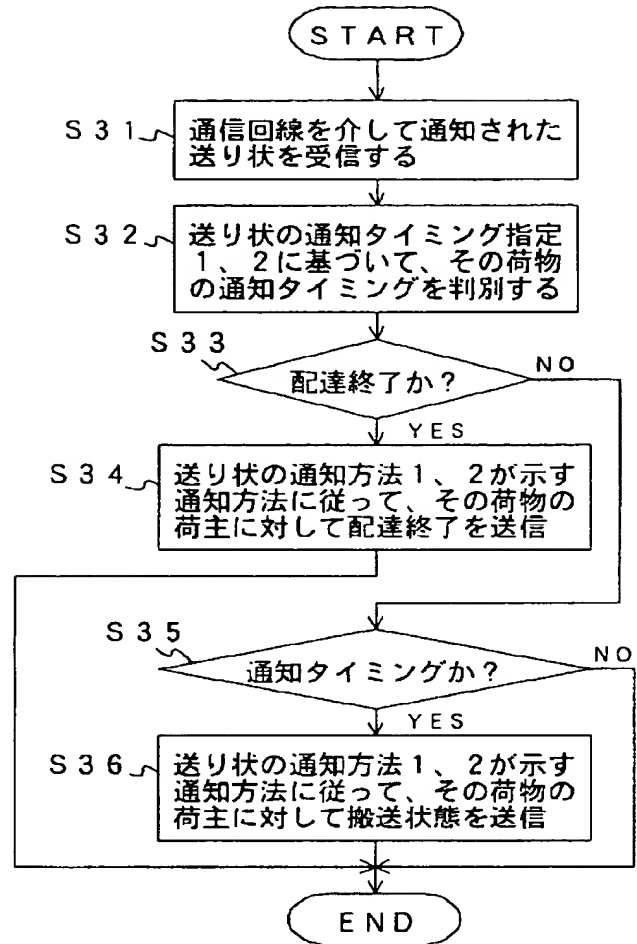 START
S31
通信回線を介して通知された
送り状を受信する
S32
送り状の通知タイミング指定
1、2に基づいて、その荷物
の通知タイミングを判別する
S33
配達終了か?
NO
YES
S34
送り状の通知方法1、2が示す
通知方法に従って、その荷物の
荷主に対して配達終了を送信
S35
通知タイミングか?
NO
YES
S36
送り状の通知方法1、2が示す
通知方法に従って、その荷物の
荷主に対して搬送状態を送信
END